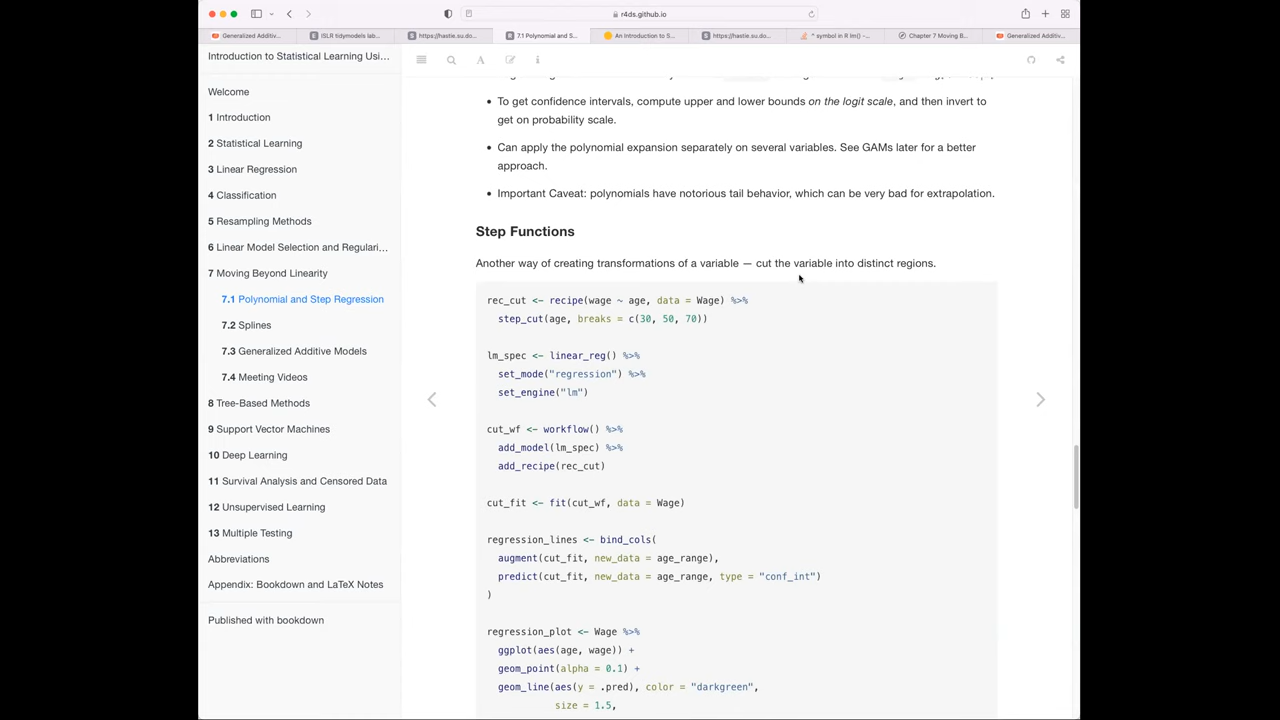 r4ds.github.io
Generalized Additiv...
ISLR tidymodels lab...
https://hastie.su.do...
7.1 Polynomial and S...
An Introduction to S...
https://hastie.su.do...
^ symbol in R lm() –...
Chapter 7 Moving B...
Generalized Additiv...
Introduction to Statistical Learning Usi...
Welcome
1 Introduction
2 Statistical Learning
3 Linear Regression
4 Classification
5 Resampling Methods
6 Linear Model Selection and Regulari...
7 Moving Beyond Linearity
7.1 Polynomial and Step Regression
7.2 Splines
7.3 Generalized Additive Models
7.4 Meeting Videos
8 Tree-Based Methods
9 Support Vector Machines
10 Deep Learning
11 Survival Analysis and Censored Data
12 Unsupervised Learning
13 Multiple Testing
Abbreviations
Appendix: Bookdown and LaTeX Notes
Published with bookdown
• To get confidence intervals, compute upper and lower bounds on the logit scale, and then invert to
get on probability scale.
• Can apply the polynomial expansion separately on several variables. See GAMs later for a better
approach.
• Important Caveat: polynomials have notorious tail behavior, which can be very bad for extrapolation.
Step Functions
Another way of creating transformations of a variable — cut the variable into distinct regions.
rec_cut <- recipe(wage ~ age, data = Wage) %>%
step_cut(age, breaks = c(30, 50, 70))
lm_spec <- linear_reg() %>%
set_mode("regression") %>%
set_engine("lm")
cut_wf <- workflow() %>%
add_model(lm_spec) %>%
add_recipe(rec_cut)
cut_fit <- fit(cut_wf, data = Wage)
regression_lines <- bind_cols(
augment(cut_fit, new_data = age_range),
predict(cut_fit, new_data = age_range, type = "conf_int")
)
regression_plot <- Wage %>%
ggplot(aes(age, wage)) +
geom_point(alpha = 0.1) +
geom_line(aes(y = .pred), color = "darkgreen",
size = 1.5,